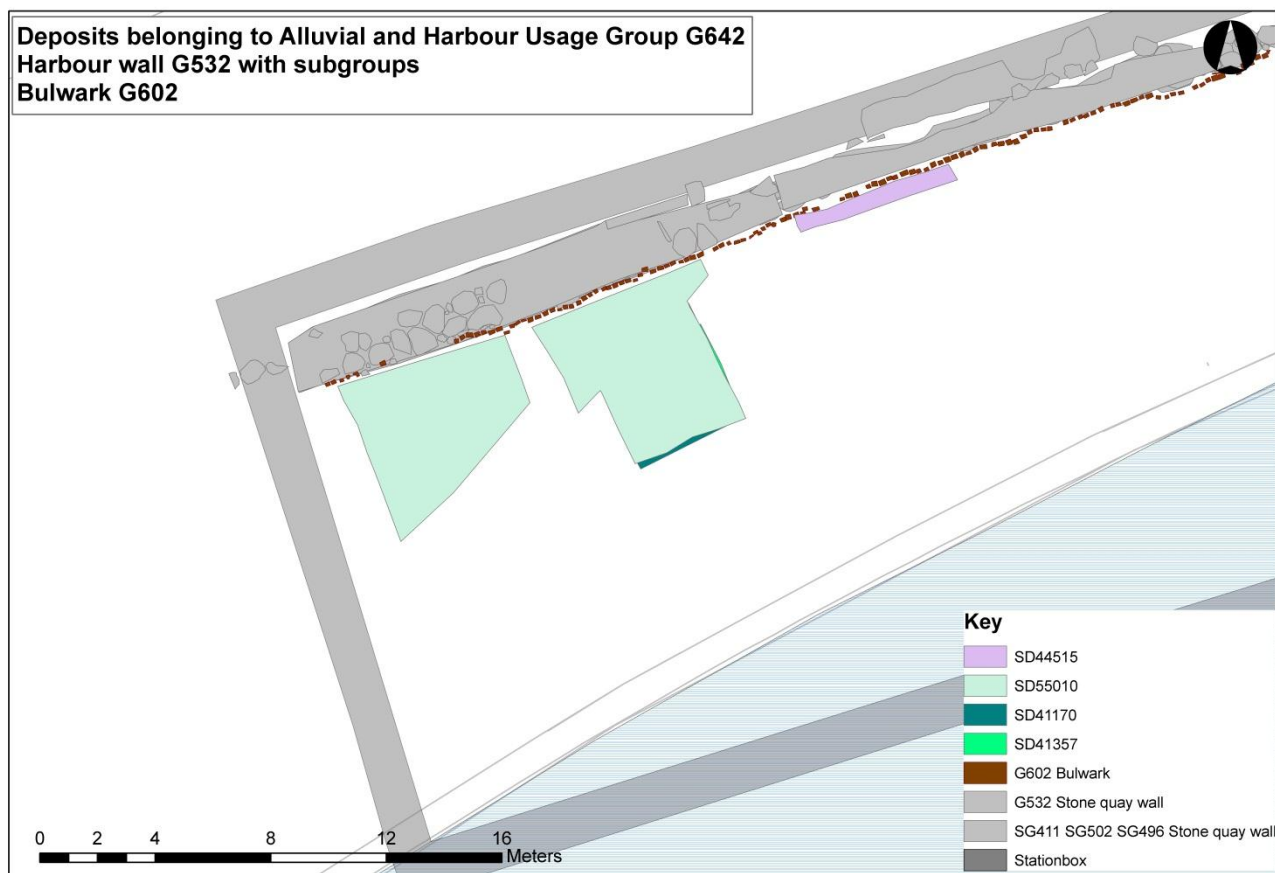 Deposits belonging to Alluvial and Harbour Usage Group G642
Harbour wall G532 with subgroups
Bulwark G602
Key
SD44515
SD55010
SD41170
SD41357
G602 Bulwark
G532 Stone quay wall
SG411 SG502 SG496 Stone quay wall
Stationbox
0 2 4 8 12 16
Meters